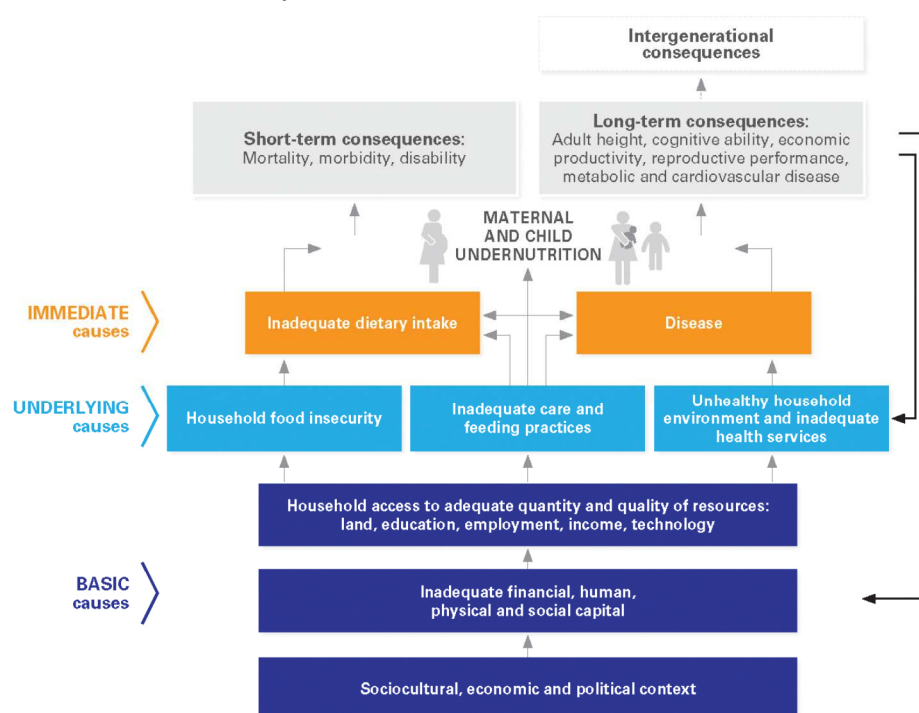 Intergenerational
consequences
Short-term consequences:
Mortality, morbidity, disability
Long-term consequences:
Adult height, cognitive ability, economic
productivity, reproductive performance,
metabolic and cardiovascular disease
MATERNAL
AND CHILD
UNDERNUTRITION
IMMEDIATE
causes
Inadequate dietary intake
Disease
UNDERLYING
causes
Household food insecurity
Inadequate care and
feeding practices
Unhealthy household
environment and inadequate
health services
Household access to adequate quantity and quality of resources:
land, education, employment, income, technology
BASIC
causes
Inadequate financial, human,
physical and social capital
Sociocultural, economic and political context